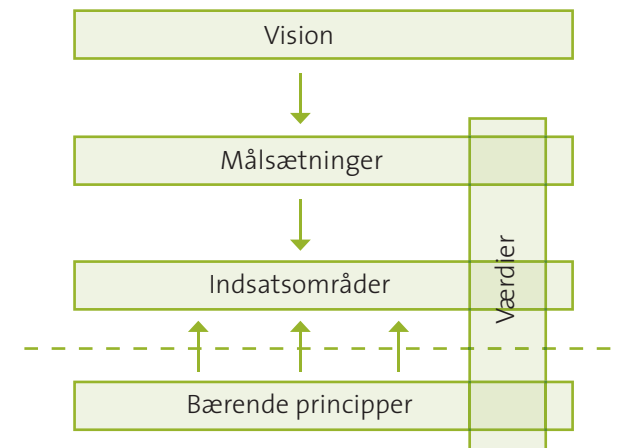 Vision
Målsætninger
Indsatsområder
Værdier
Bærende principper